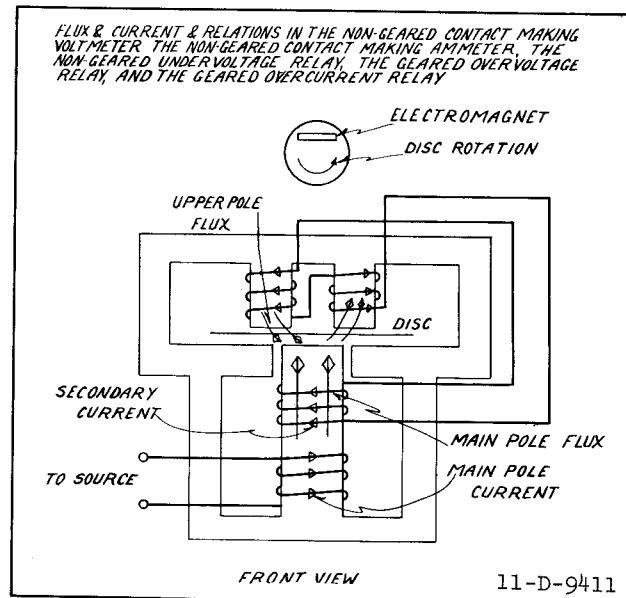 FLUX & CURRENT & RELATIONS IN THE NON-GEARED CONTACT MAKING
VOLTMETER THE NON-GEARED CONTACT MAKING AMMETER, THE
NON-GEARED UNDERVOLTAGE RELAY, THE GEARED OVERVOLTAGE
RELAY, AND THE GEARED OVERCURRENT RELAY
ELECTROMAGNET
DISC ROTATION
UPPER POLE
FLUX
DISC
SECONDARY
CURRENT
MAIN POLE FLUX
TO SOURCE
MAIN POLE
CURRENT
FRONT VIEW
11-D-9411